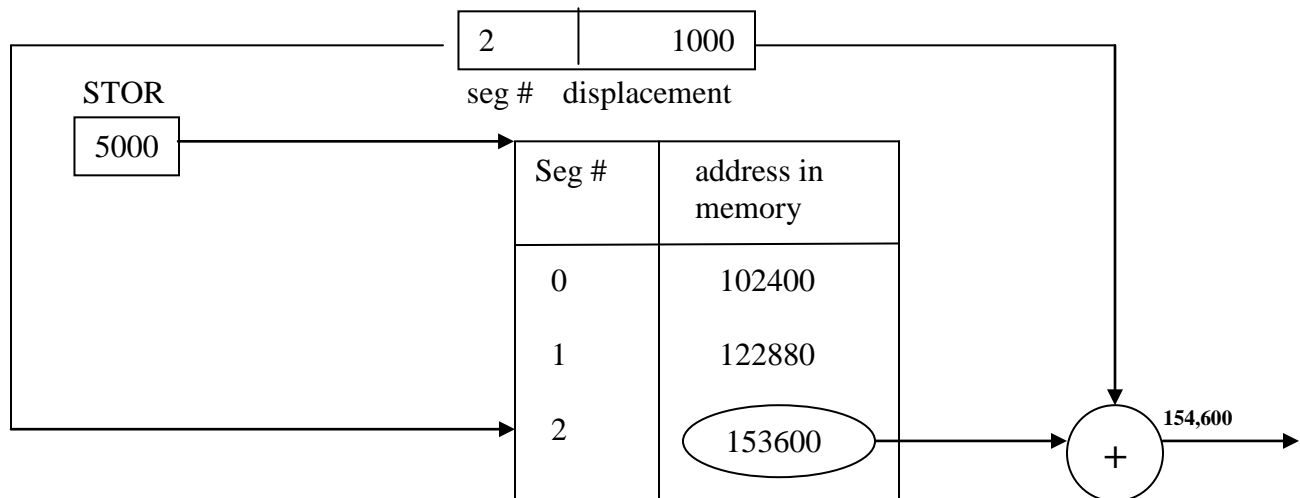 2 1000
seg # displacement
STOR
5000
Seg # address in
memory
0 102400
1 122880
2 153600
+
154,600